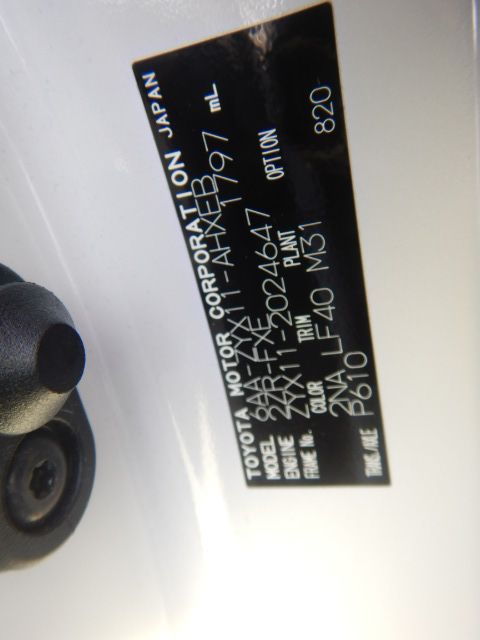 TOYOTA MOTOR CORPORATION JAPAN
MODEL 6AA-ZYX11-AHXEB
ENGINE 2ZR-FXE 1797 mL
FRAME No. ZYX11-2024647
COLOR TRIM PLANT OPTION
2NA LF40 M31 820
TRANS./AXLE P610